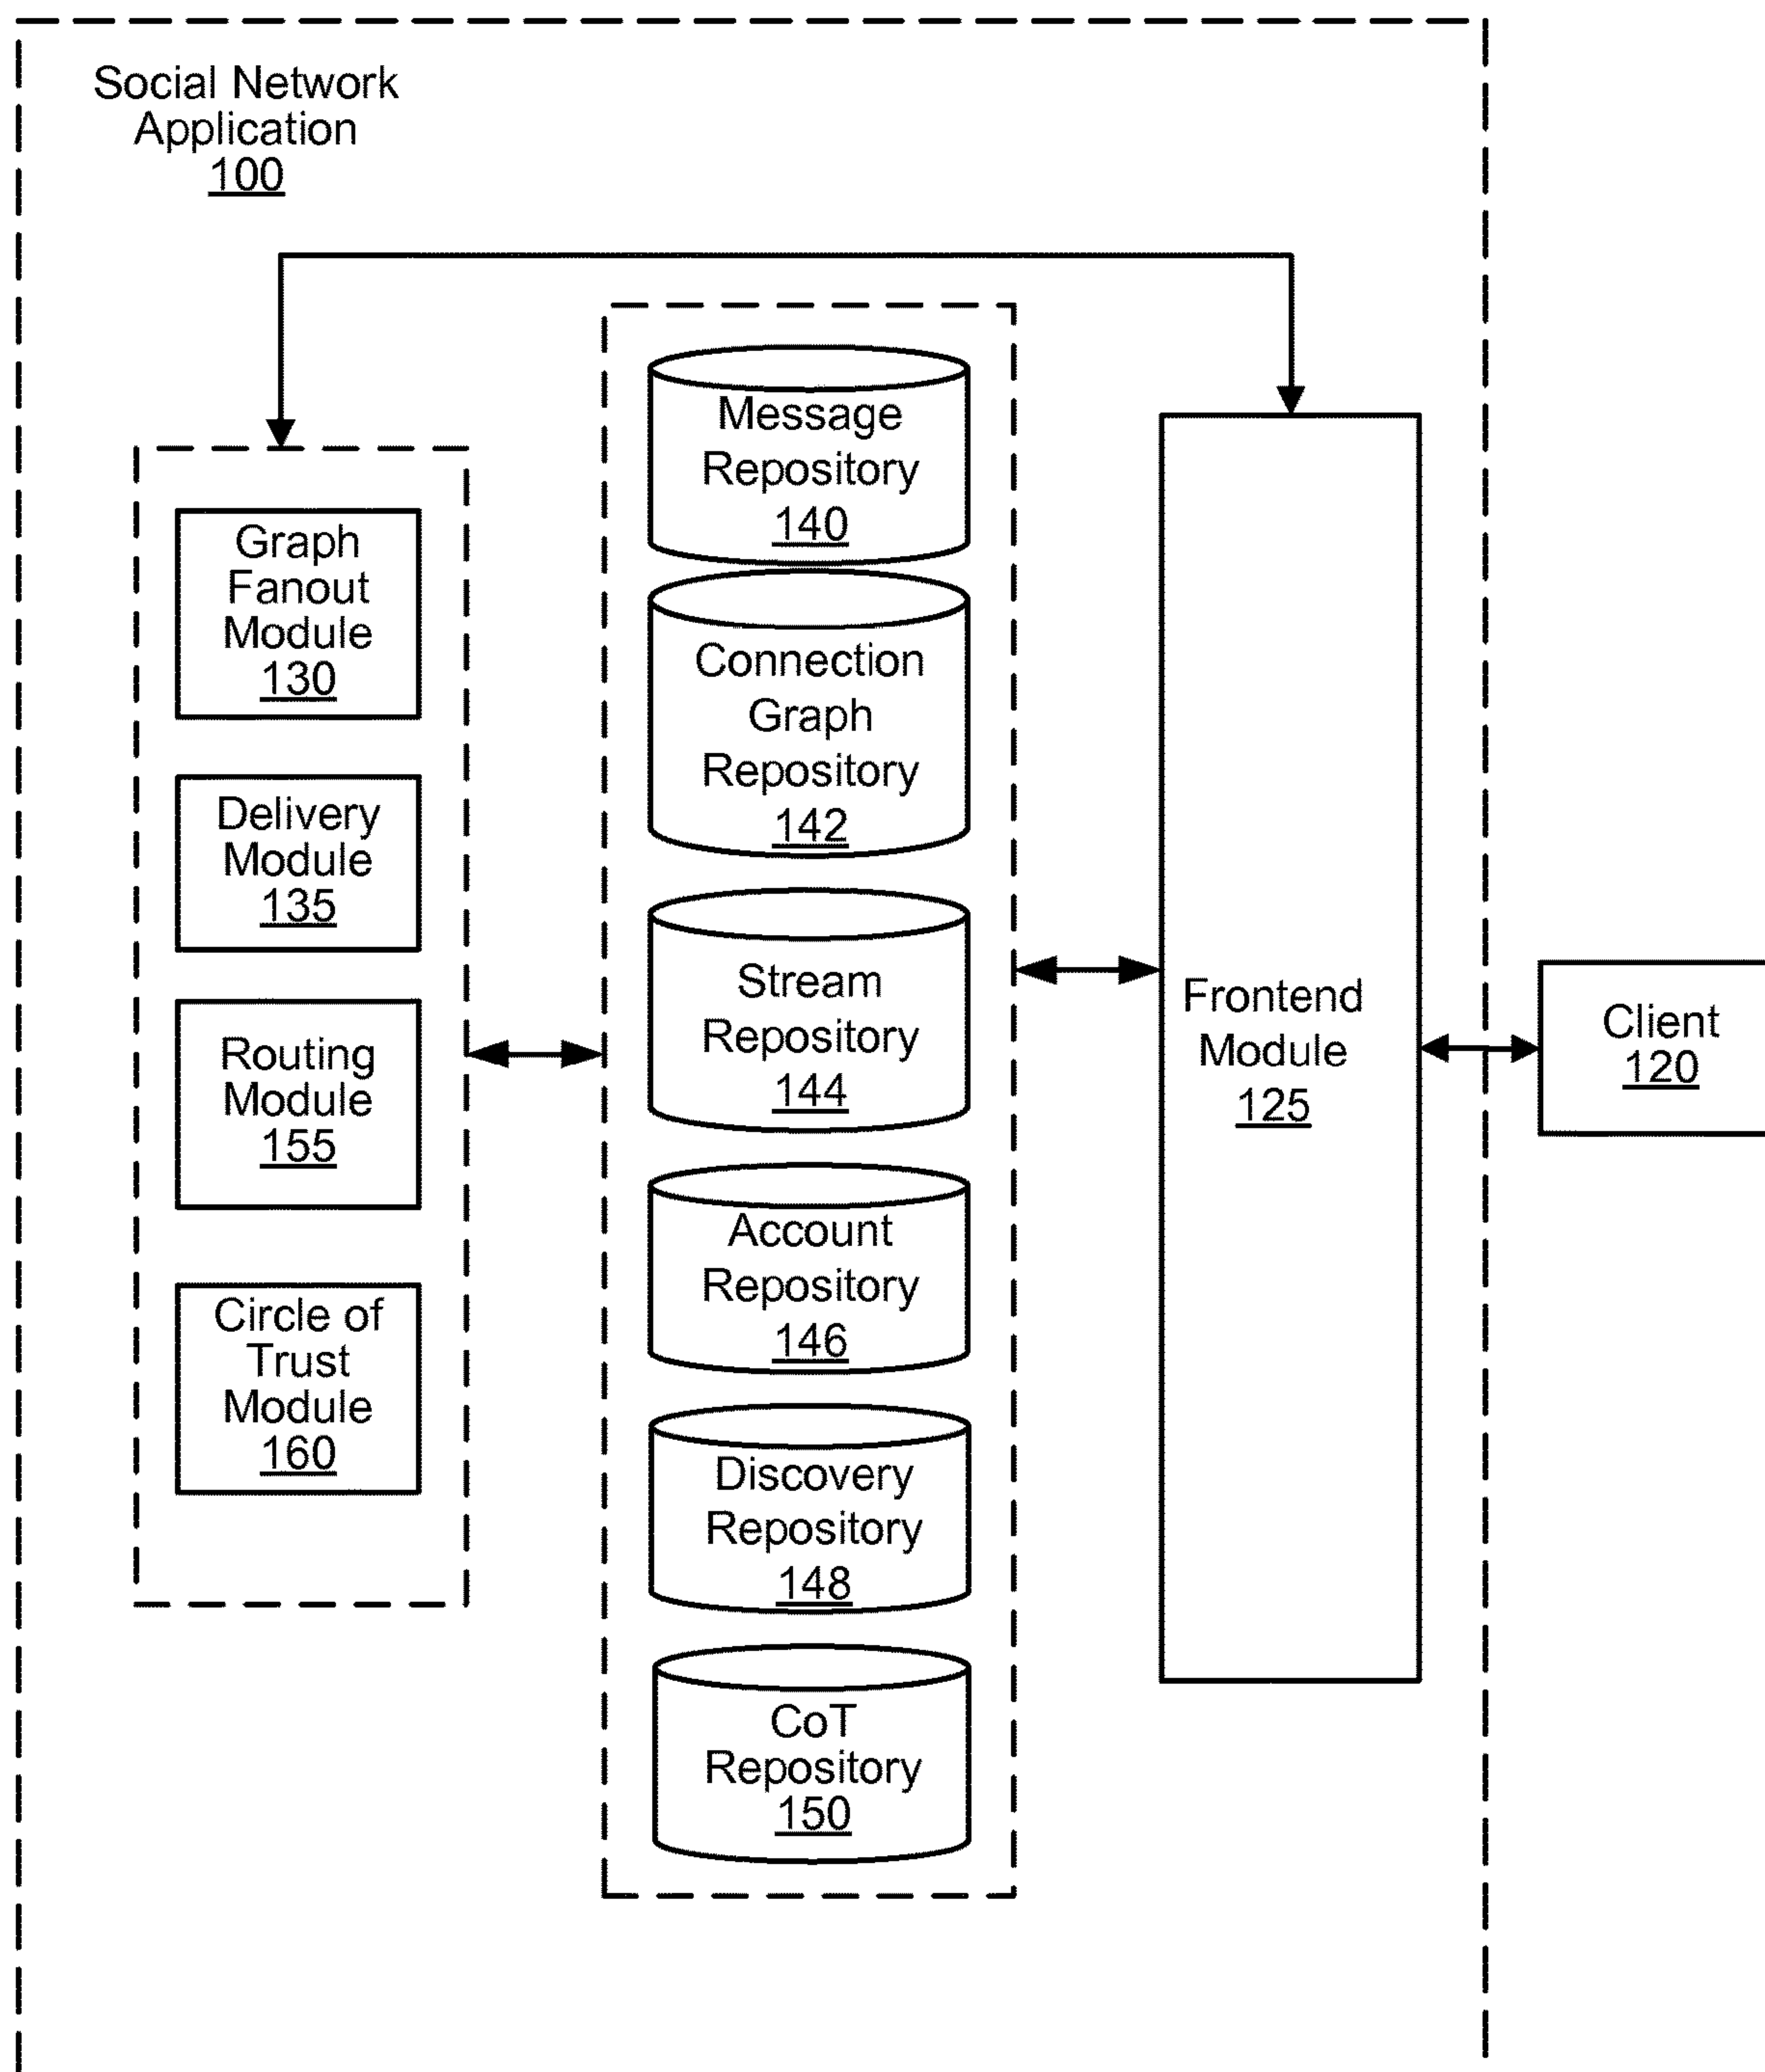 Social Network
Application
100
Graph
Fanout
Module
130
Delivery
Module
135
Routing
Module
155
Circle of
Trust
Module
160
Message
Repository
140
Connection
Graph
Repository
142
Stream
Repository
144
Account
Repository
146
Discovery
Repository
148
CoT
Repository
150
Frontend
Module
125
Client
120